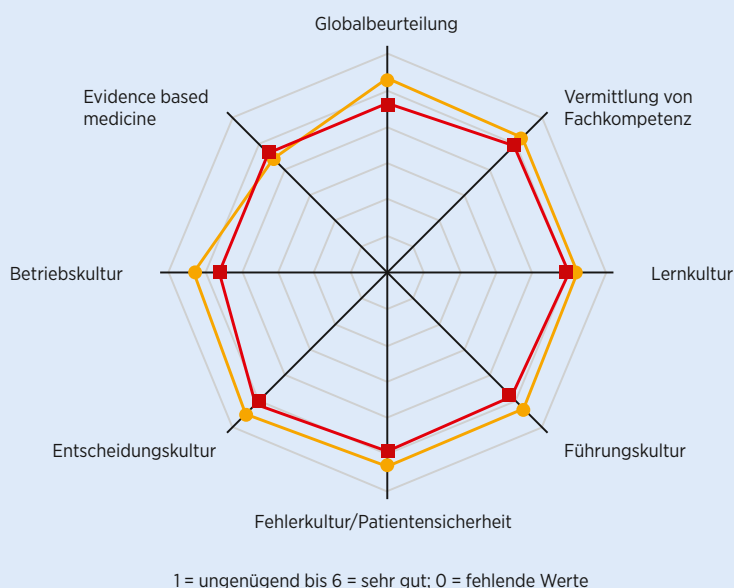 Globalbeurteilung
Vermittlung von
Fachkompetenz
Lernkultur
Führungskultur
Fehlerkultur/Patientensicherheit
Entscheidungskultur
Betriebskultur
Evidence based
medicine
1 = ungenügend bis 6 = sehr gut; 0 = fehlende Werte